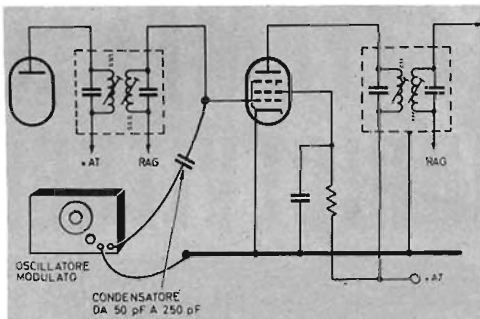 +AT
RAG
RAG
OSCILLATORE
MODULATO
+AT
CONDENSATORE
DA 50 pF A 250 pF